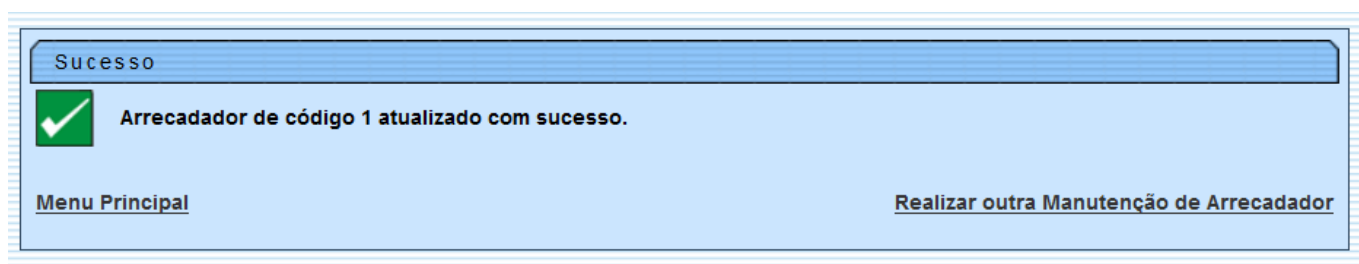 Sucesso
Arrecadador de código 1 atualizado com sucesso.
Menu Principal
Realizar outra Manutenção de Arrecadador